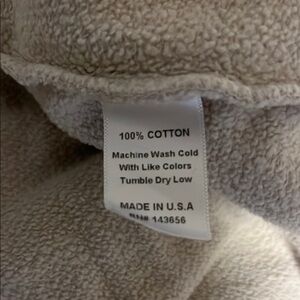 100% COTTON
Machine Wash Cold
With Like Colors
Tumble Dry Low
MADE IN U.S.A
RN# 143656